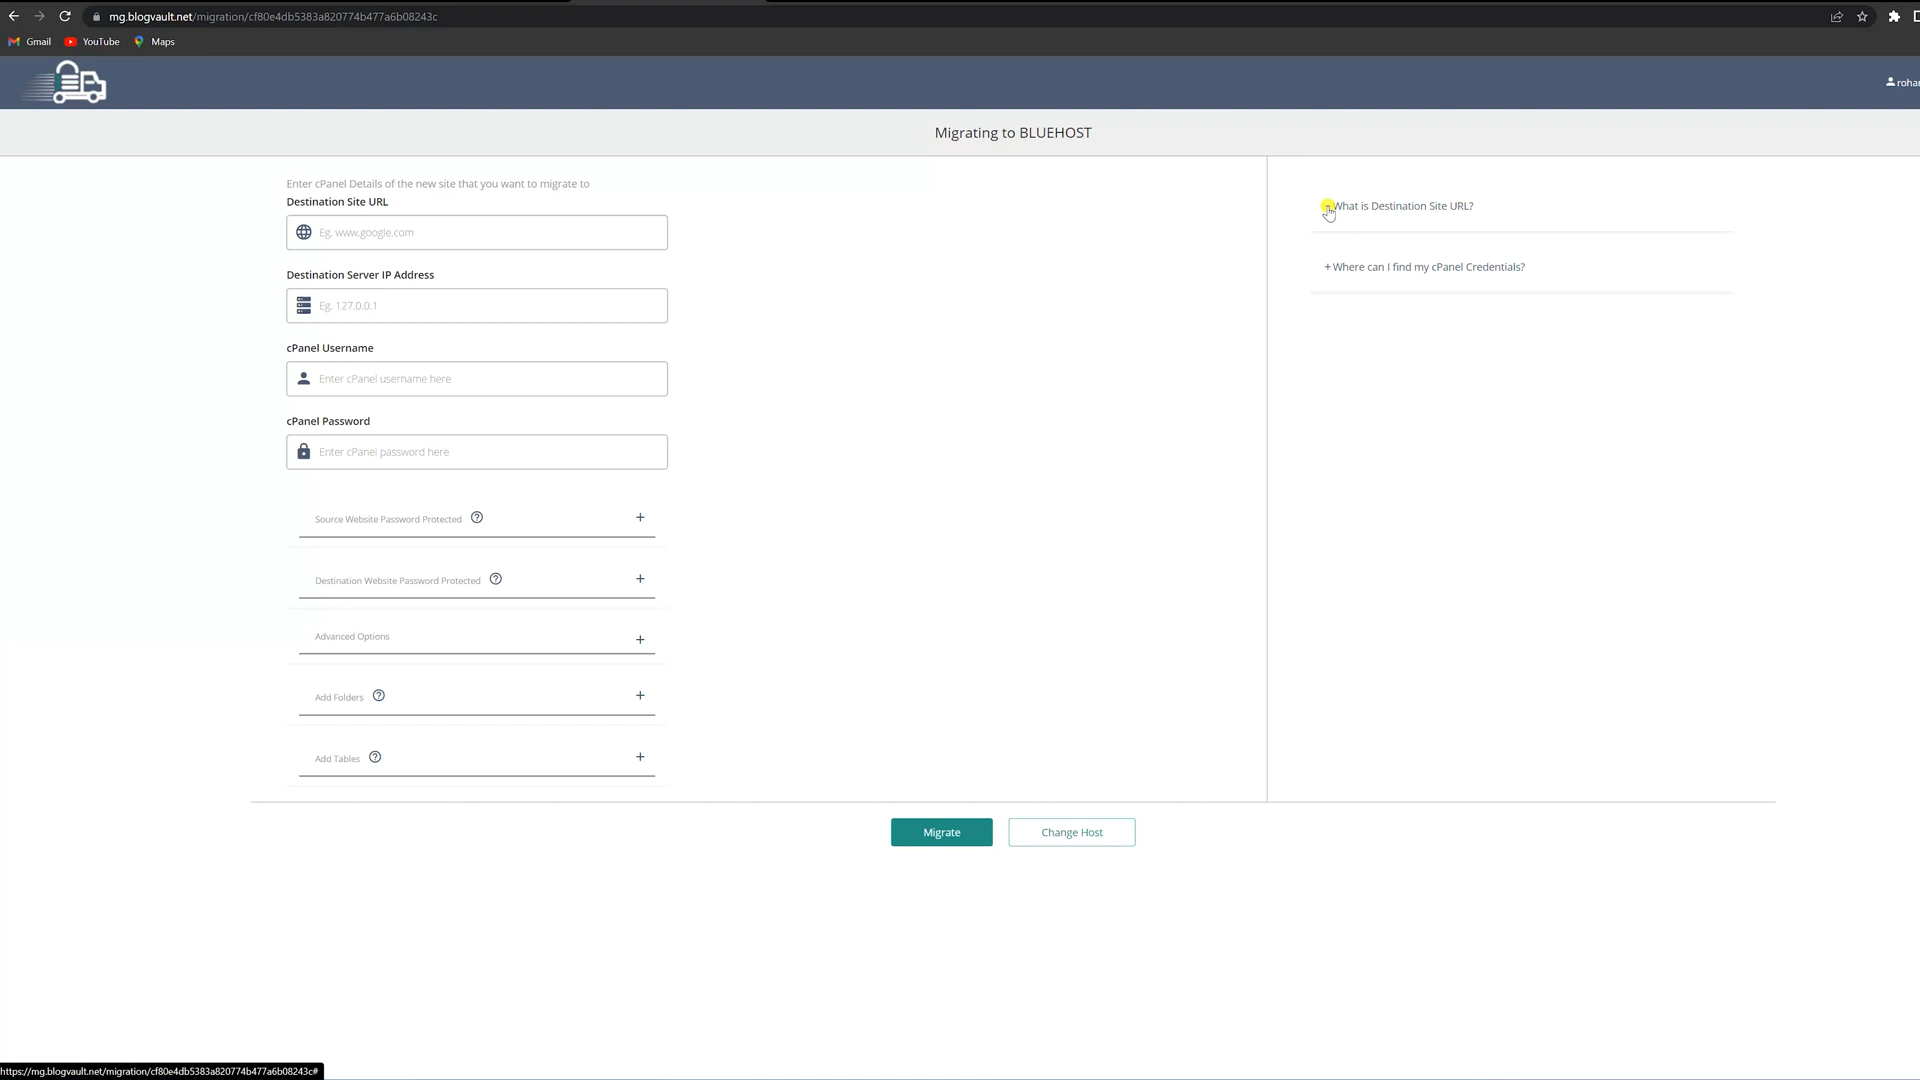 mg.blogvault.net/migration/cf80e4db5383a820774b477a6b08243c
Gmail YouTube Maps
rohan
Migrating to BLUEHOST
Enter cPanel Details of the new site that you want to migrate to
Destination Site URL
Eg. www.google.com
Destination Server IP Address
Eg. 127.0.0.1
cPanel Username
Enter cPanel username here
cPanel Password
Enter cPanel password here
Source Website Password Protected ? +
Destination Website Password Protected ? +
Advanced Options +
Add Folders ? +
Add Tables ? +
What is Destination Site URL?
+ Where can I find my cPanel Credentials?
Migrate Change Host
https://mg.blogvault.net/migration/cf80e4db5383a820774b477a6b08243c#